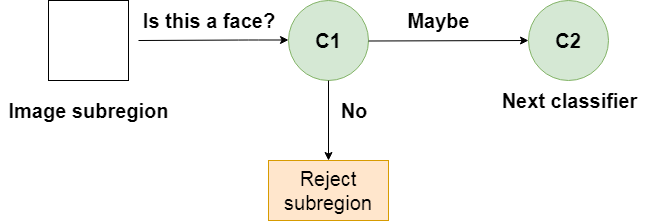 Is this a face?
C1
Maybe
C2
Image subregion
No
Next classifier
Reject
subregion